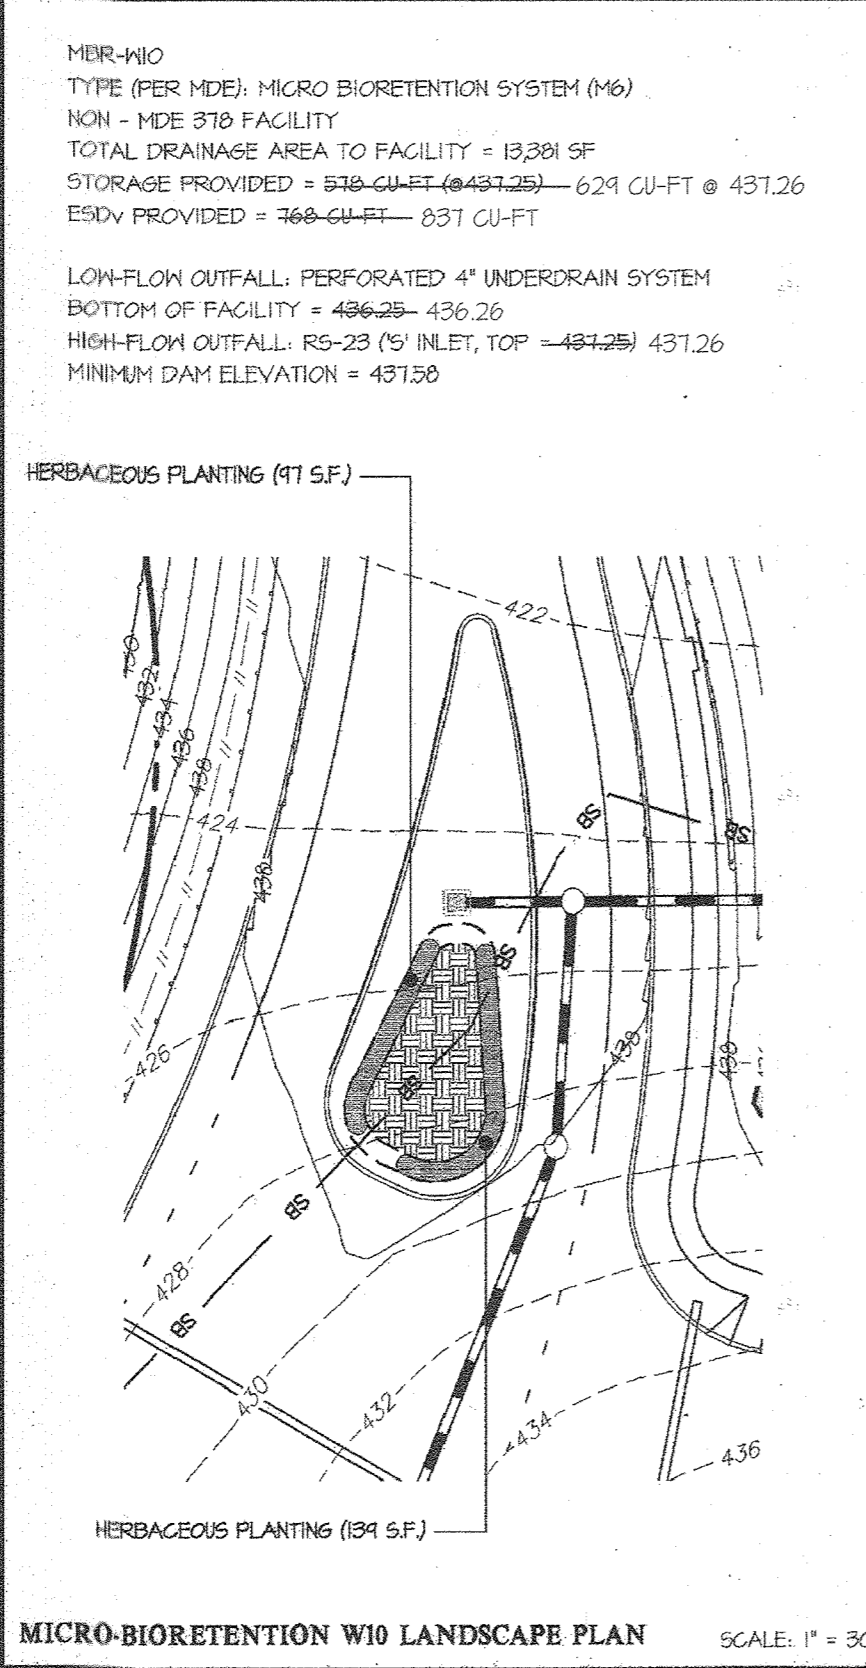 MBR-W10
TYPE (PER MDE): MICRO BIORETENTION SYSTEM (M6)
NON - MDE 378 FACILITY
TOTAL DRAINAGE AREA TO FACILITY = 13,381 SF
STORAGE PROVIDED = 578 CU-FT (@437.25) 629 CU-FT @ 437.26
ESDv PROVIDED = 768 CU-FT 837 CU-FT
LOW-FLOW OUTFALL: PERFORATED 4" UNDERDRAIN SYSTEM
BOTTOM OF FACILITY = 436.25 436.26
HIGH-FLOW OUTFALL: RS-23 ('S' INLET, TOP = 437.25) 437.26
MINIMUM DAM ELEVATION = 437.58
HERBACEOUS PLANTING (97 S.F.)
422
432
434
436
438
SB
SB
424
438
SB
438
438
426
SB
SB
428
SB
430
432
434
436
HERBACEOUS PLANTING (139 S.F.)
MICRO-BIORETENTION W10 LANDSCAPE PLAN
SCALE: 1" =